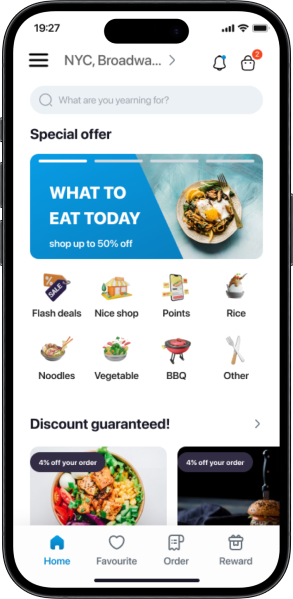 19:27
NYC, Broadwa...
2
What are you yearning for?
Special offer
WHAT TO
EAT TODAY
shop up to 50% off
SALE
Flash deals
Nice shop
Points
Rice
Noodles
Vegetable
BBQ
Other
Discount guaranteed!
4% off your order
4% off your order
Home
Favourite
Order
Reward